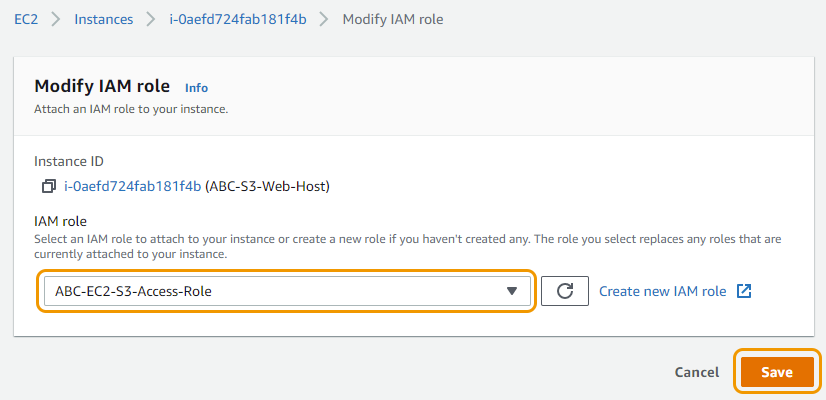 EC2 > Instances > i-0aefd724fab181f4b > Modify IAM role
Modify IAM role Info
Attach an IAM role to your instance.
Instance ID
i-0aefd724fab181f4b (ABC-S3-Web-Host)
IAM role
Select an IAM role to attach to your instance or create a new role if you haven't created any. The role you select replaces any roles that are
currently attached to your instance.
ABC-EC2-S3-Access-Role
Create new IAM role
Cancel
Save